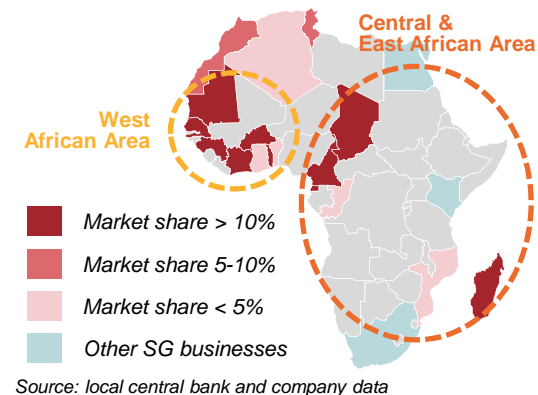 Central &
East African Area
West
African Area
Market share > 10%
Market share 5-10%
Market share < 5%
Other SG businesses
Source: local central bank and company data